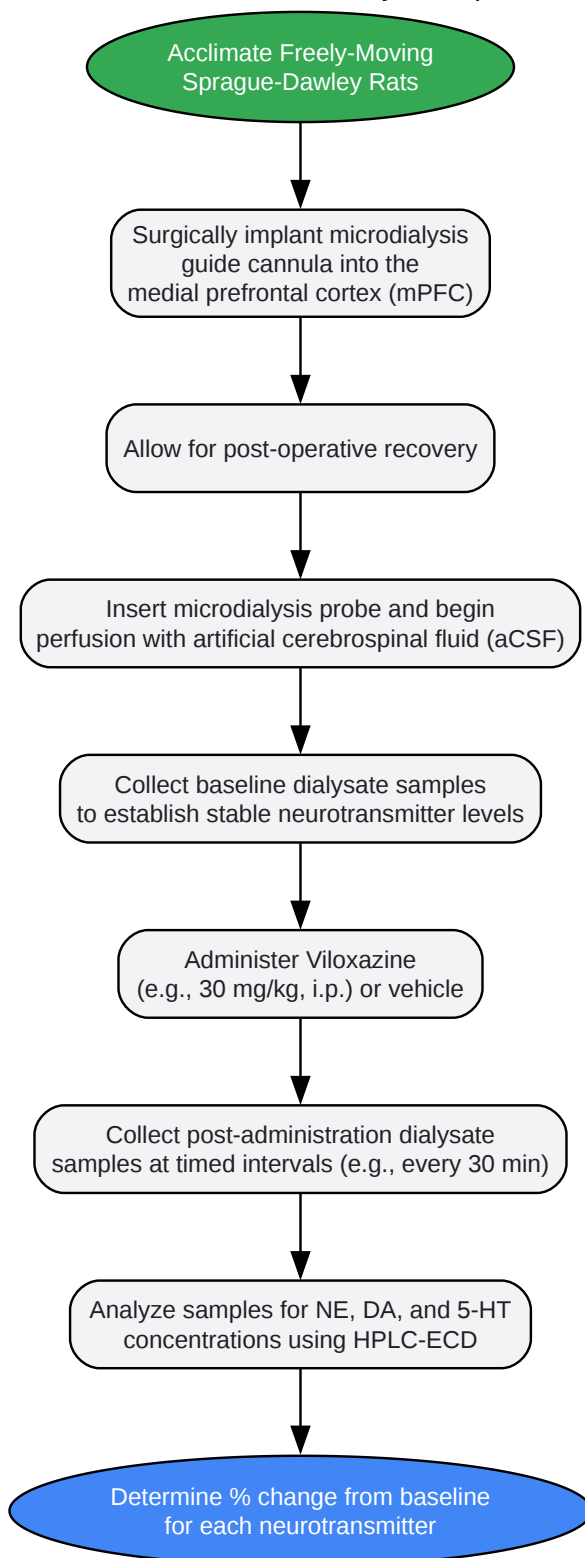 Acclimate Freely-Moving
Sprague-Dawley Rats
Surgically implant microdialysis
guide cannula into the
medial prefrontal cortex (mPFC)
Allow for post-operative recovery
Insert microdialysis probe and begin
perfusion with artificial cerebrospinal fluid (aCSF)
Collect baseline dialysate samples
to establish stable neurotransmitter levels
Administer Viloxazine
(e.g., 30 mg/kg, i.p.) or vehicle
Collect post-administration dialysate
samples at timed intervals (e.g., every 30 min)
Analyze samples for NE, DA, and 5-HT
concentrations using HPLC-ECD
Determine % change from baseline
for each neurotransmitter